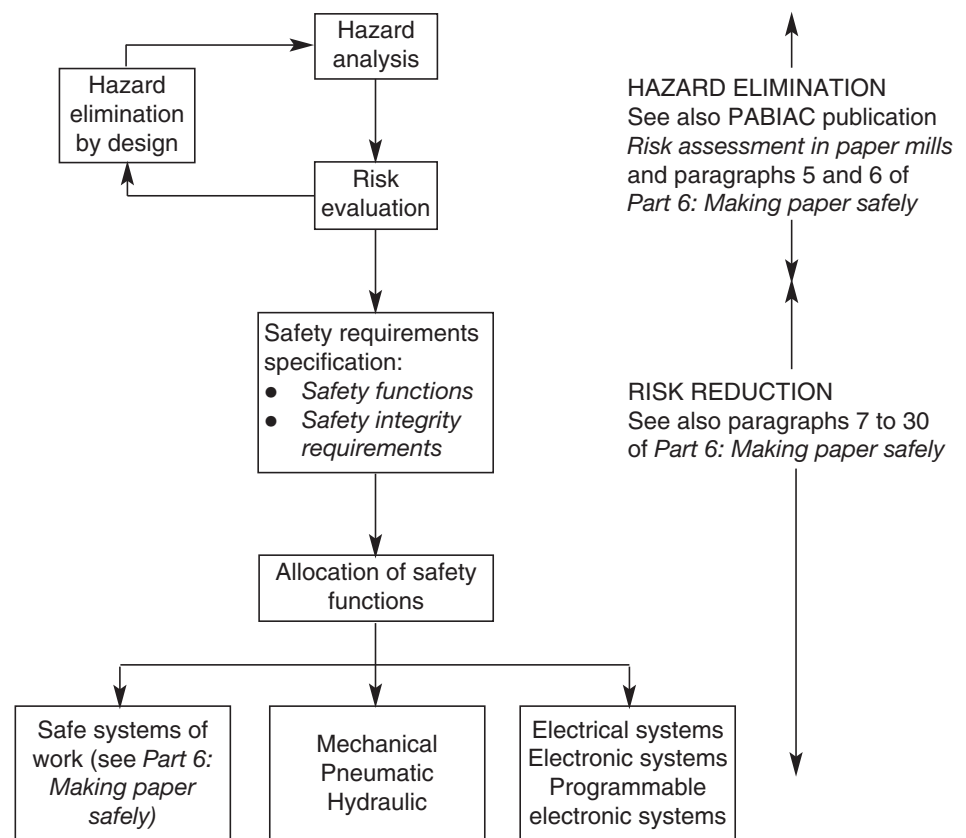 Hazard
analysis
Hazard
elimination
by design
Risk
evaluation
Safety requirements
specification:
● Safety functions
● Safety integrity
requirements
Allocation of safety
functions
Safe systems of
work (see Part 6:
Making paper
safely)
Mechanical
Pneumatic
Hydraulic
Electrical systems
Electronic systems
Programmable
electronic systems
HAZARD ELIMINATION
See also PABIAC publication
Risk assessment in paper mills
and paragraphs 5 and 6 of
Part 6: Making paper safely
RISK REDUCTION
See also paragraphs 7 to 30
of Part 6: Making paper safely